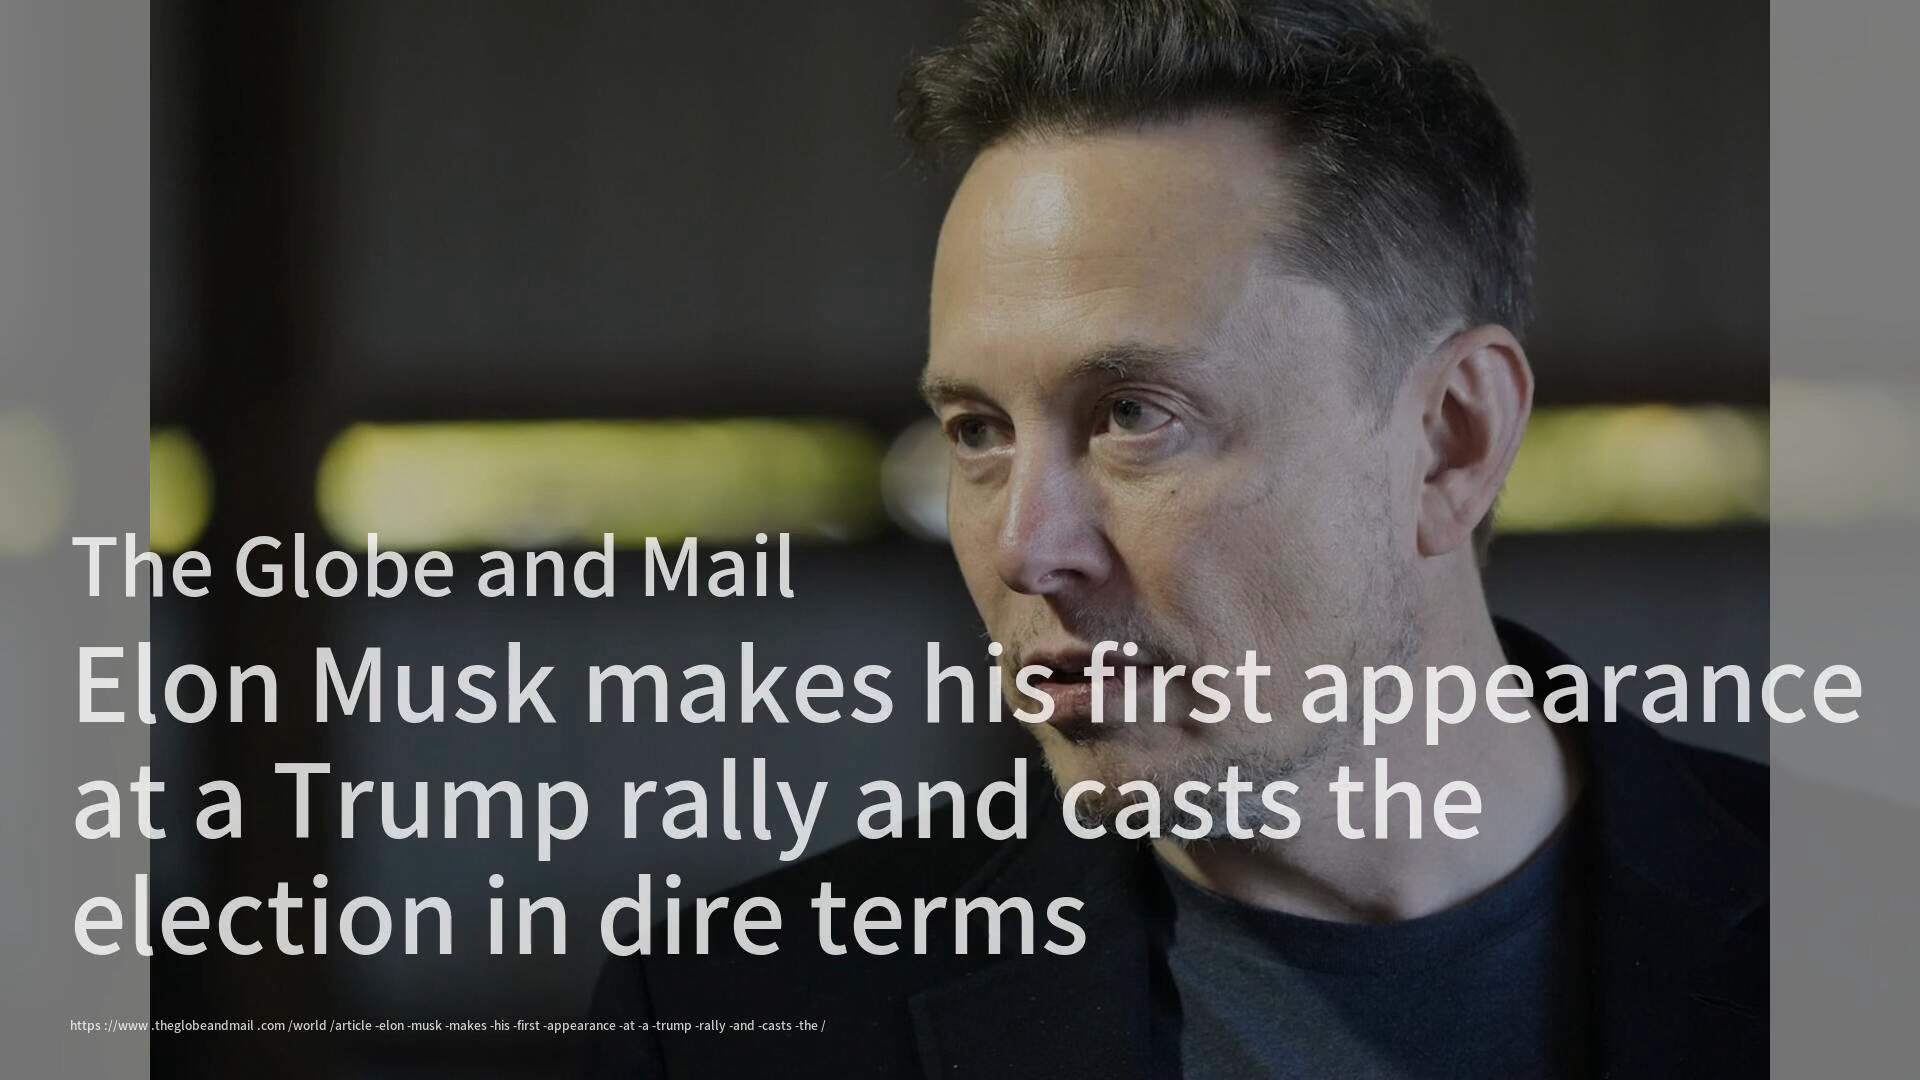 The Globe and Mail
Elon Musk makes his first appearance
at a Trump rally and casts the
election in dire terms
https ://www .theglobeandmail .com /world /article -elon -musk -makes -his -first -appearance -at -a -trump -rally -and -casts -the /